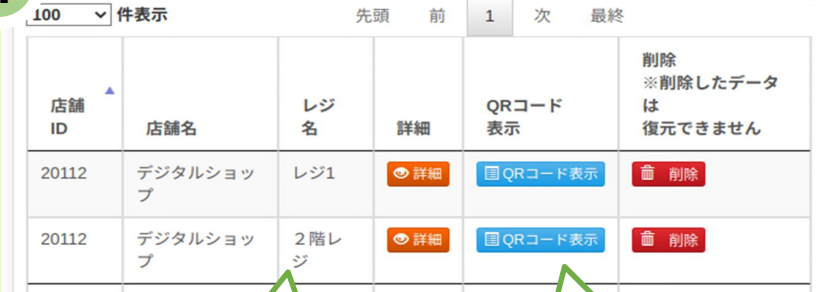 100 件表示 先頭 前 1 次 最終
削除
※削除したデータ
は
復元できません
店舗
ID
店舗名
レジ
名
詳細
QRコード
表示
20112 デジタルショッ レジ1 詳細 QRコード表示 削除
プ
20112 デジタルショッ ２階レ 詳細 QRコード表示 削除
プ ジ